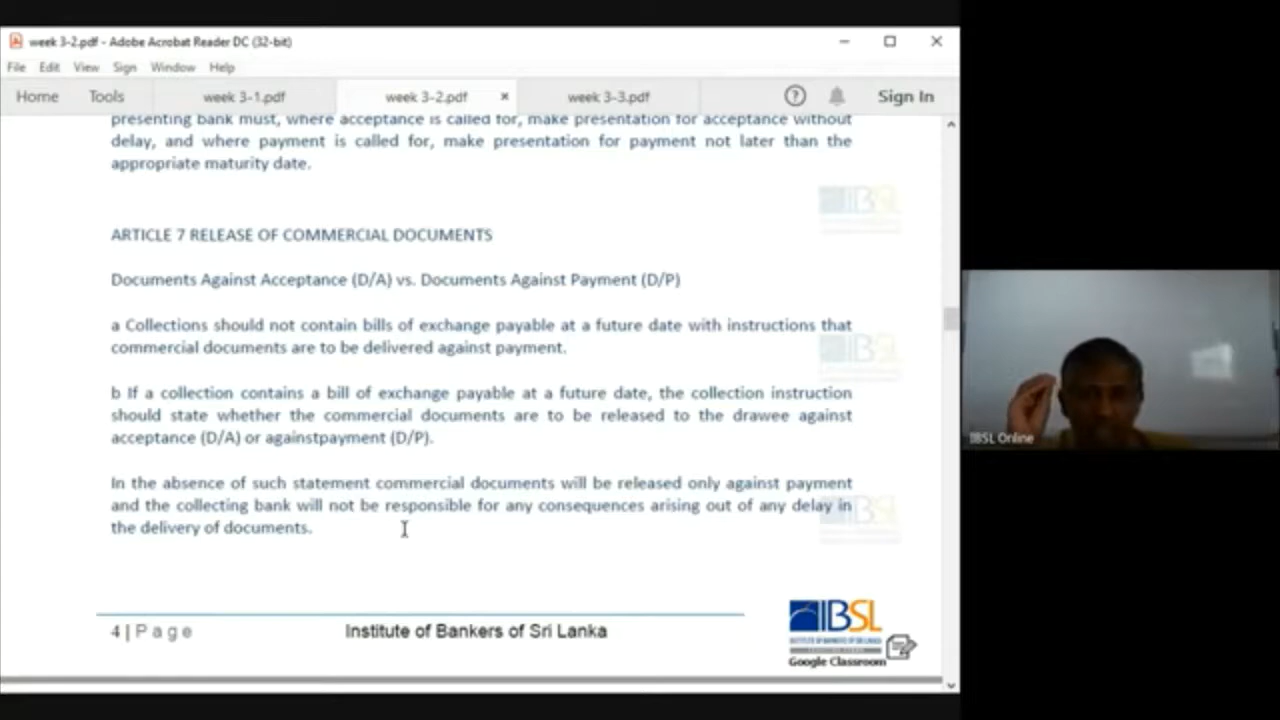 week 3-2.pdf - Adobe Acrobat Reader DC (32-bit)
File Edit View Sign Window Help
Home Tools week 3-1.pdf week 3-2.pdf × week 3-3.pdf ? Sign In
presenting bank must, where acceptance is called for, make presentation for acceptance without
delay, and where payment is called for, make presentation for payment not later than the
appropriate maturity date.
IBSL
ARTICLE 7 RELEASE OF COMMERCIAL DOCUMENTS
Documents Against Acceptance (D/A) vs. Documents Against Payment (D/P)
a Collections should not contain bills of exchange payable at a future date with instructions that
commercial documents are to be delivered against payment.
IBSL
b If a collection contains a bill of exchange payable at a future date, the collection instruction
should state whether the commercial documents are to be released to the drawee against
acceptance (D/A) or againstpayment (D/P).
IBSL Online
In the absence of such statement commercial documents will be released only against payment
and the collecting bank will not be responsible for any consequences arising out of any delay in
the delivery of documents.
IBSL
4 | P a g e Institute of Bankers of Sri Lanka
IBSL
INSTITUTE OF BANKERS OF SRI LANKA
Google Classroom